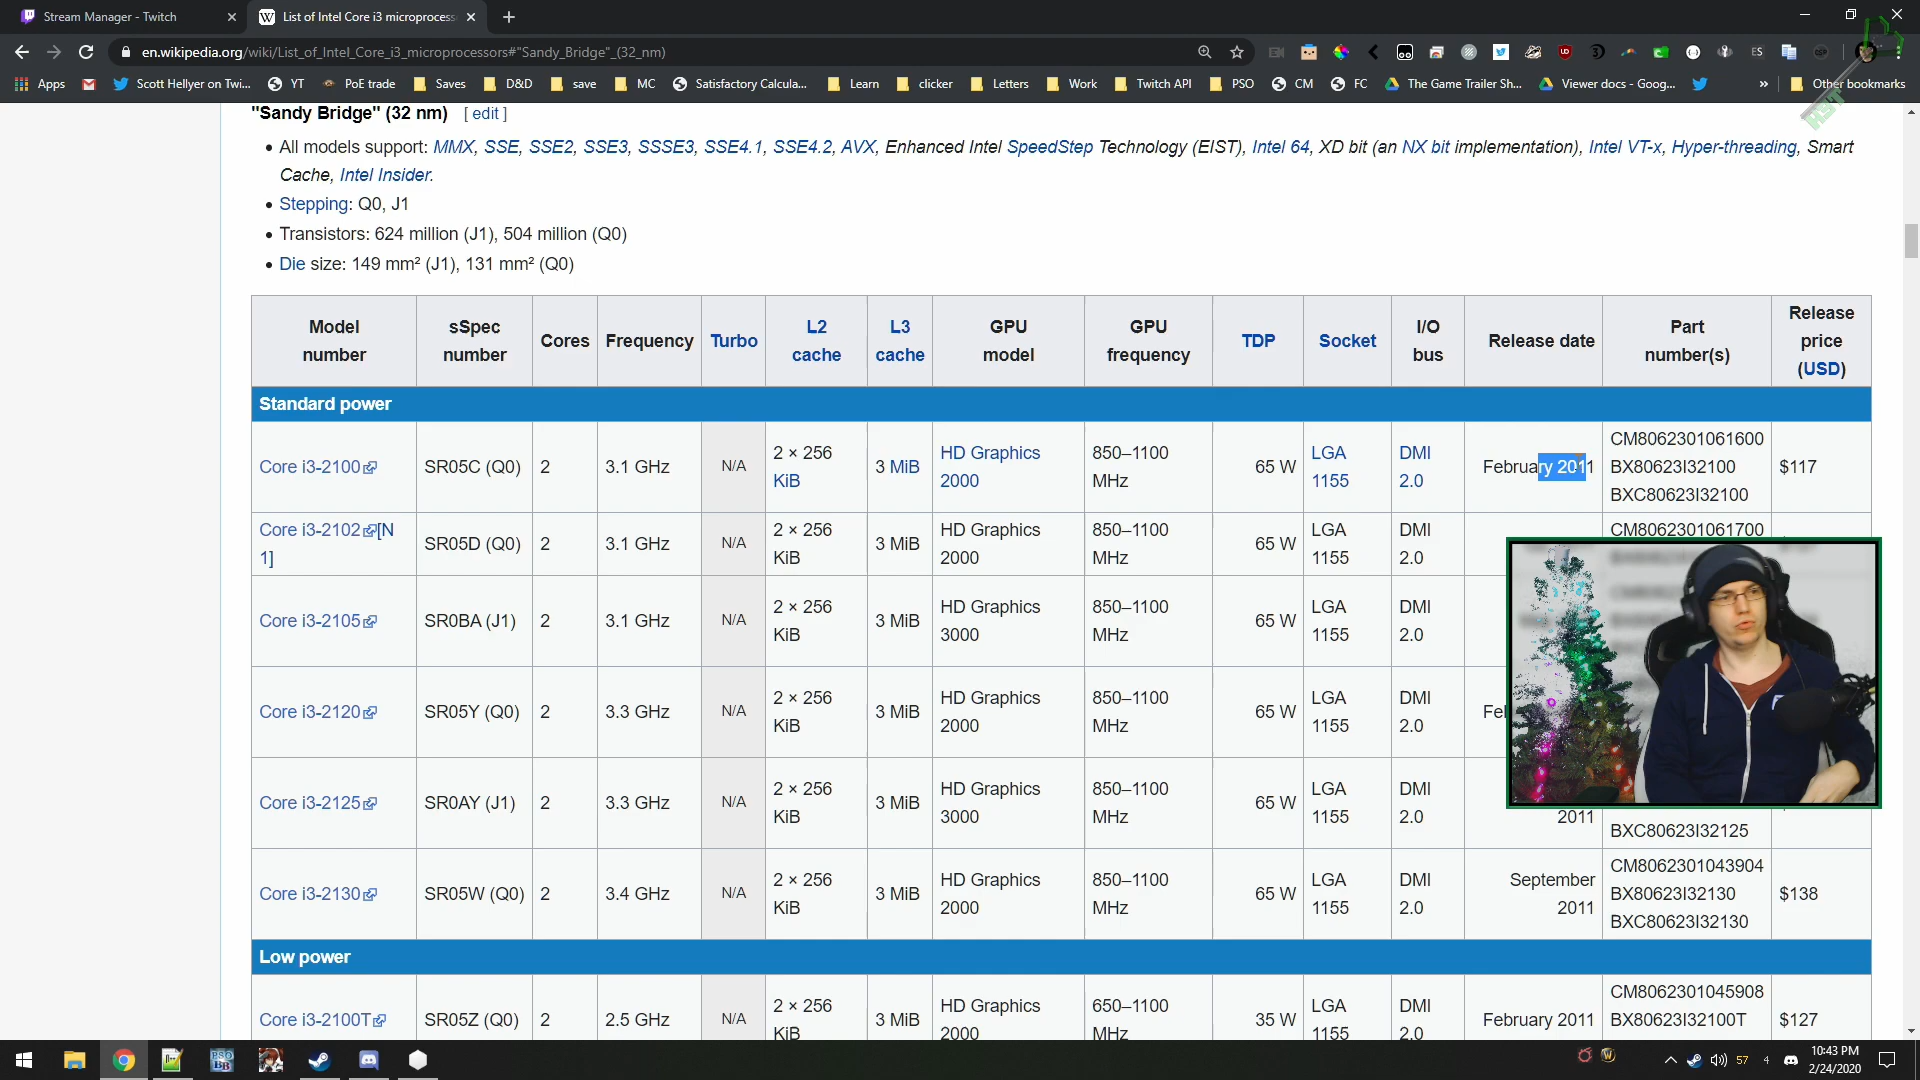 Stream Manager - Twitch
List of Intel Core i3 microprocess
en.wikipedia.org/wiki/List_of_Intel_Core_i3_microprocessors#"Sandy_Bridge"_(32_nm)
Apps
Scott Hellyer on Twi...
YT
PoE trade
Saves
D&D
save
MC
Satisfactory Calcula...
Learn
clicker
Letters
Work
Twitch API
PSO
CM
FC
The Game Trailer Sh...
Viewer docs - Goog...
»
Other bookmarks
"Sandy Bridge" (32 nm) [ edit ]
• All models support: MMX, SSE, SSE2, SSE3, SSSE3, SSE4.1, SSE4.2, AVX, Enhanced Intel SpeedStep Technology (EIST), Intel 64, XD bit (an NX bit implementation), Intel VT-x, Hyper-threading, Smart
Cache, Intel Insider.
• Stepping: Q0, J1
• Transistors: 624 million (J1), 504 million (Q0)
• Die size: 149 mm² (J1), 131 mm² (Q0)
Model
number
sSpec
number
Cores
Frequency
Turbo
L2
cache
L3
cache
GPU
model
GPU
frequency
TDP
Socket
I/O
bus
Release date
Part
number(s)
Release
price
(USD)
Standard power
Core i3-2100
SR05C (Q0)
2
3.1 GHz
N/A
2 × 256
KiB
3 MiB
HD Graphics
2000
850–1100
MHz
65 W
LGA
1155
DMI
2.0
February 2011
CM8062301061600
BX80623I32100
BXC80623I32100
$117
Core i3-2102[N
1]
SR05D (Q0)
2
3.1 GHz
N/A
2 × 256
KiB
3 MiB
HD Graphics
2000
850–1100
MHz
65 W
LGA
1155
DMI
2.0
CM8062301061700
Core i3-2105
SR0BA (J1)
2
3.1 GHz
N/A
2 × 256
KiB
3 MiB
HD Graphics
3000
850–1100
MHz
65 W
LGA
1155
DMI
2.0
Core i3-2120
SR05Y (Q0)
2
3.3 GHz
N/A
2 × 256
KiB
3 MiB
HD Graphics
2000
850–1100
MHz
65 W
LGA
1155
DMI
2.0
Fe
Core i3-2125
SR0AY (J1)
2
3.3 GHz
N/A
2 × 256
KiB
3 MiB
HD Graphics
3000
850–1100
MHz
65 W
LGA
1155
DMI
2.0
2011
BXC80623I32125
Core i3-2130
SR05W (Q0)
2
3.4 GHz
N/A
2 × 256
KiB
3 MiB
HD Graphics
2000
850–1100
MHz
65 W
LGA
1155
DMI
2.0
September
2011
CM8062301043904
BX80623I32130
BXC80623I32130
$138
Low power
Core i3-2100T
SR05Z (Q0)
2
2.5 GHz
N/A
2 × 256
KiB
3 MiB
HD Graphics
2000
650–1100
MHz
35 W
LGA
1155
DMI
2.0
February 2011
CM8062301045908
BX80623I32100T
$127
57
4
10:43 PM
2/24/2020